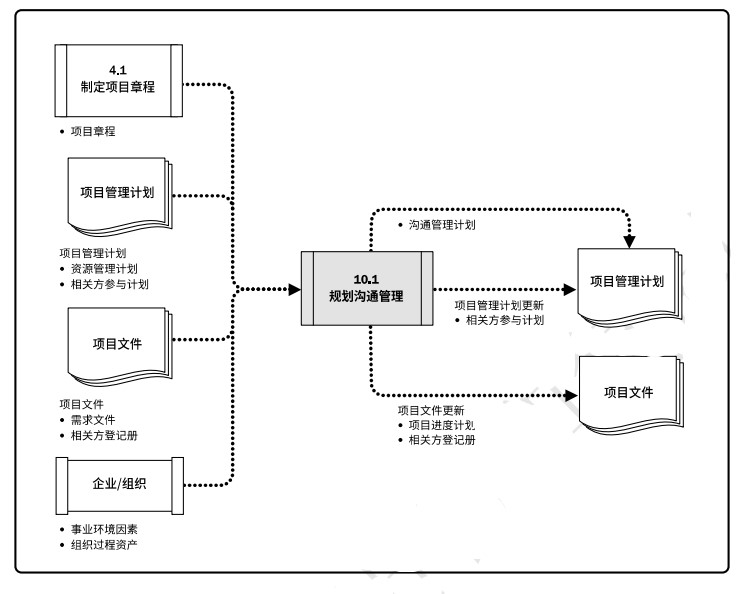 4.1
制定项目章程
• 项目章程
项目管理计划
项目管理计划
• 资源管理计划
• 相关方参与计划
项目文件
项目文件
• 需求文件
• 相关方登记册
企业/组织
• 事业环境因素
• 组织过程资产
10.1
规划沟通管理
• 沟通管理计划
项目管理计划
项目管理计划更新
• 相关方参与计划
项目文件
项目文件更新
• 项目进度计划
• 相关方登记册